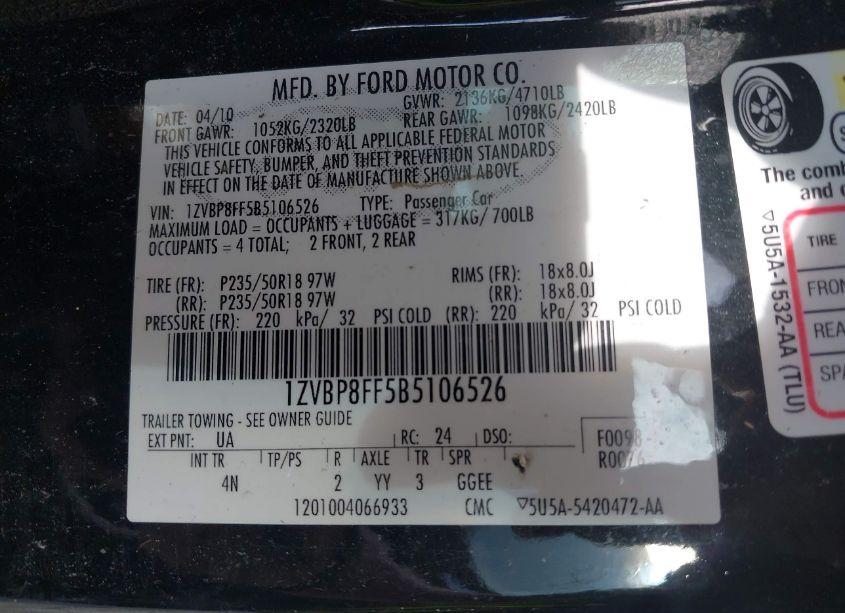 MFD. BY FORD MOTOR CO.
DATE: 04/10 GVWR: 2136KG/4710LB
FRONT GAWR: 1052KG/2320LB REAR GAWR: 1098KG/2420LB
THIS VEHICLE CONFORMS TO ALL APPLICABLE FEDERAL MOTOR
VEHICLE SAFETY, BUMPER, AND THEFT PREVENTION STANDARDS
IN EFFECT ON THE DATE OF MANUFACTURE SHOWN ABOVE.
VIN: 1ZVBP8FF5B5106526 TYPE: Passenger Car
MAXIMUM LOAD = OCCUPANTS + LUGGAGE = 317KG/ 700LB
OCCUPANTS = 4 TOTAL; 2 FRONT, 2 REAR
TIRE (FR): P235/50R18 97W RIMS (FR): 18x8.0J
(RR): P235/50R18 97W (RR): 18x8.0J
PRESSURE (FR): 220 kPa/ 32 PSI COLD (RR): 220 kPa/ 32 PSI COLD
1ZVBP8FF5B5106526
TRAILER TOWING - SEE OWNER GUIDE
EXT PNT: UA RC: 24 DSO: F0098
INT TR TP/PS R AXLE TR SPR
4N 2 YY 3 GGEE
1201004066933 CMC ▽5U5A-5420472-AA
The comb
and
▽5U5A-1532-AA (TLU)
TIRE
FRON
REA
SPA